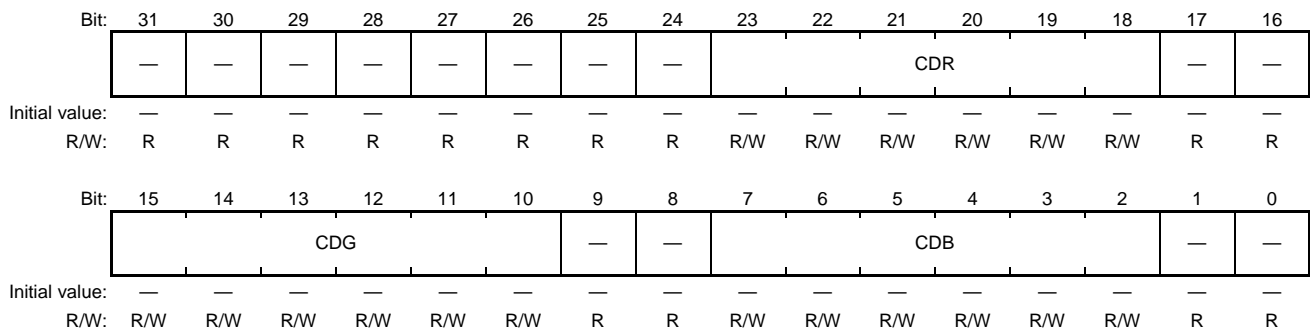 Bit: 31 30 29 28 27 26 25 24 23 22 21 20 19 18 17 16
— — — — — — — — CDR — —
Initial value: — — — — — — — — — — — — — — — —
R/W: R R R R R R R R R/W R/W R/W R/W R/W R/W R R
Bit: 15 14 13 12 11 10 9 8 7 6 5 4 3 2 1 0
CDG — — CDB — —
Initial value: — — — — — — — — — — — — — — — —
R/W: R/W R/W R/W R/W R/W R/W R R R/W R/W R/W R/W R/W R/W R R